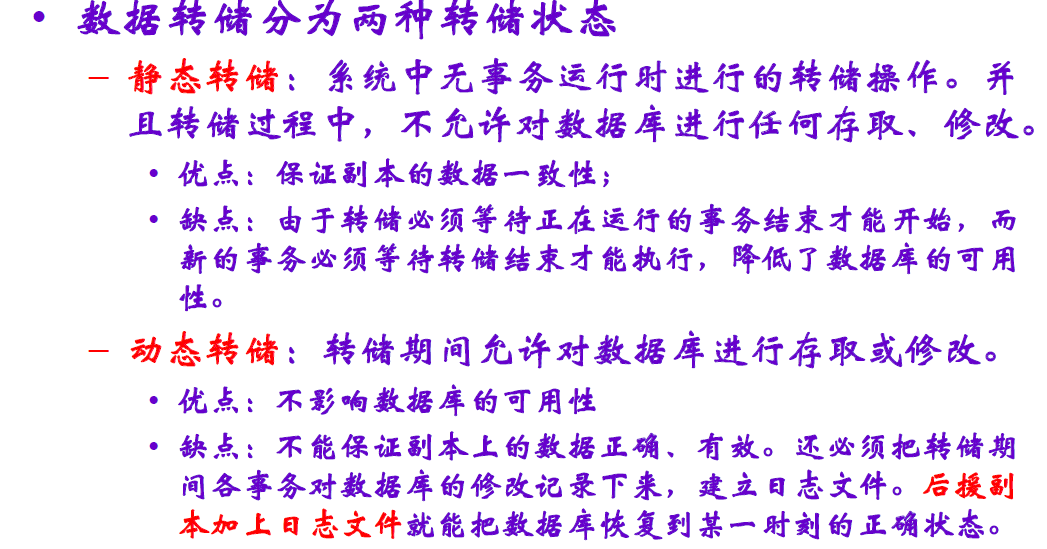 • 数据转储分为两种转储状态
– 静态转储：系统中无事务运行时进行的转储操作。并
且转储过程中，不允许对数据库进行任何存取、修改。
• 优点：保证副本的数据一致性；
• 缺点：由于转储必须等待正在运行的事务结束才能开始，而
新的事务必须等待转储结束才能执行，降低了数据库的可用
性。
– 动态转储：转储期间允许对数据库进行存取或修改。
• 优点：不影响数据库的可用性
• 缺点：不能保证副本上的数据正确、有效。还必须把转储期
间各事务对数据库的修改记录下来，建立日志文件。后援副
本加上日志文件就能把数据库恢复到某一时刻的正确状态。